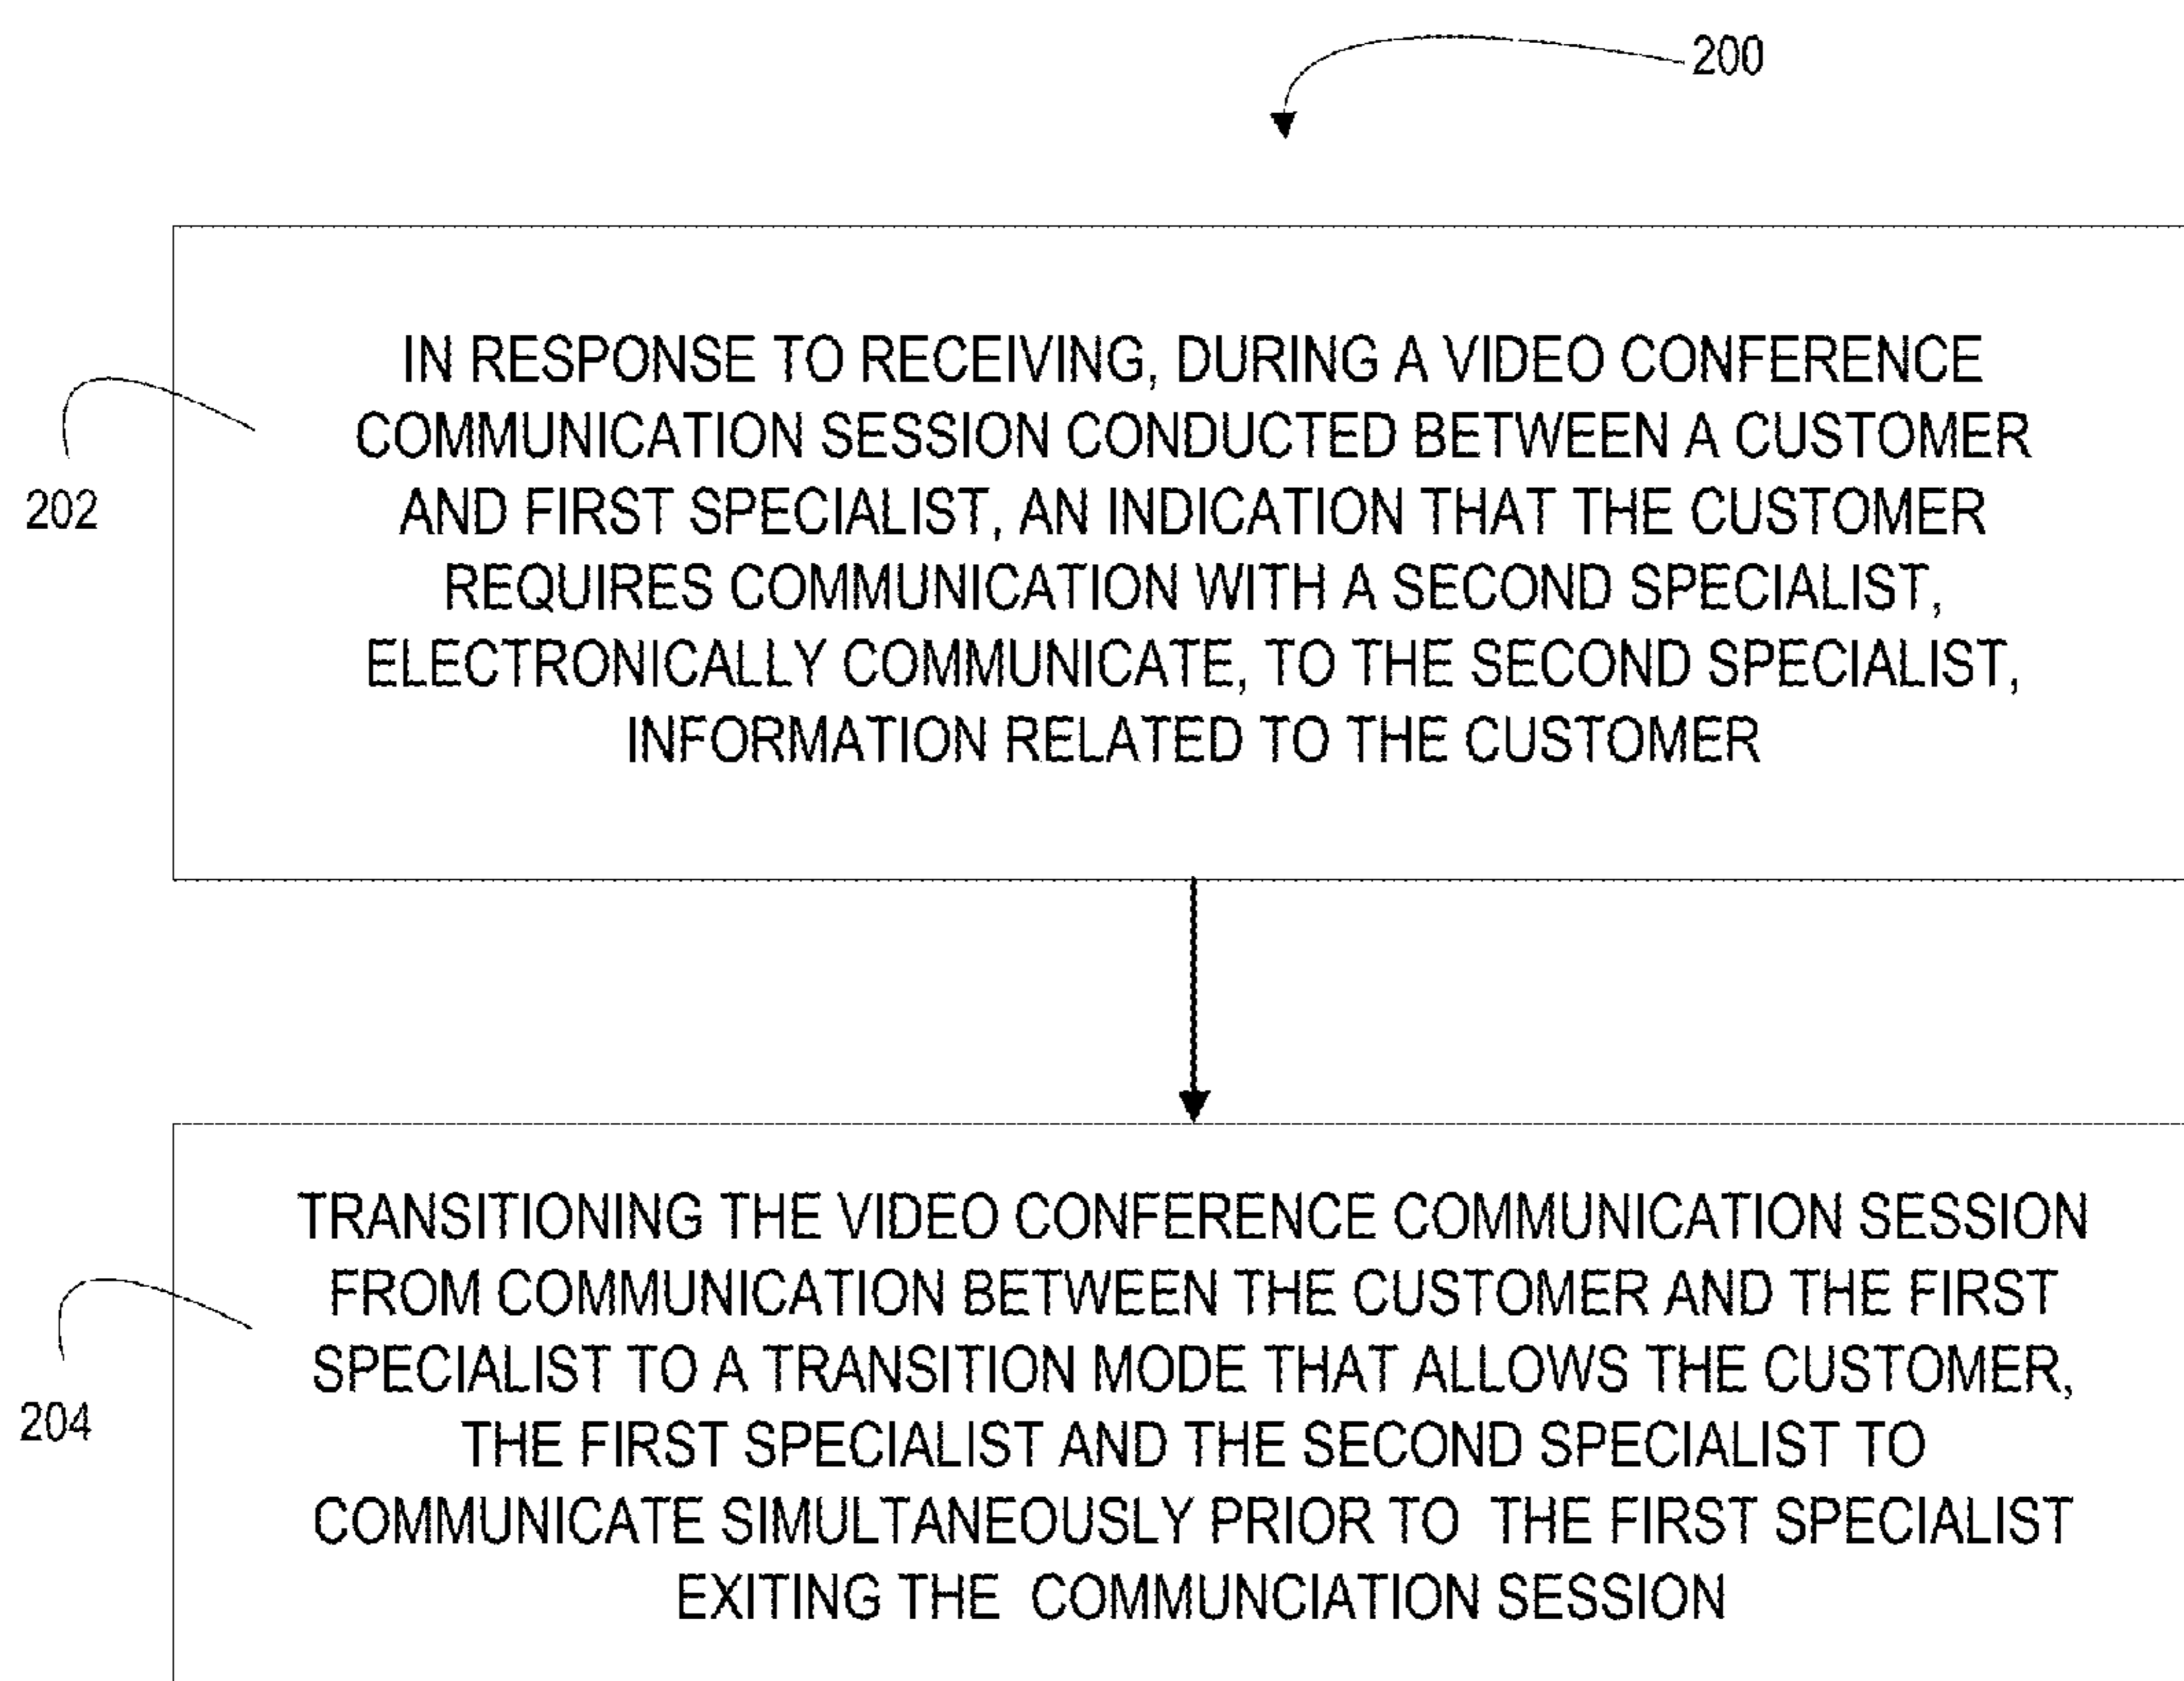 200
202
IN RESPONSE TO RECEIVING, DURING A VIDEO CONFERENCE
COMMUNICATION SESSION CONDUCTED BETWEEN A CUSTOMER
AND FIRST SPECIALIST, AN INDICATION THAT THE CUSTOMER
REQUIRES COMMUNICATION WITH A SECOND SPECIALIST,
ELECTRONICALLY COMMUNICATE, TO THE SECOND SPECIALIST,
INFORMATION RELATED TO THE CUSTOMER
204
TRANSITIONING THE VIDEO CONFERENCE COMMUNICATION SESSION
FROM COMMUNICATION BETWEEN THE CUSTOMER AND THE FIRST
SPECIALIST TO A TRANSITION MODE THAT ALLOWS THE CUSTOMER,
THE FIRST SPECIALIST AND THE SECOND SPECIALIST TO
COMMUNICATE SIMULTANEOUSLY PRIOR TO THE FIRST SPECIALIST
EXITING THE COMMUNCIATION SESSION